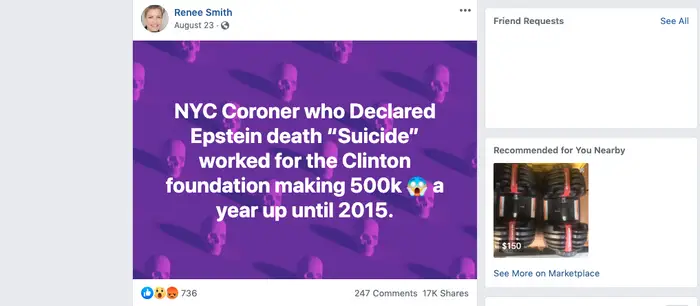 Renee Smith
August 23 ·
NYC Coroner who Declared
Epstein death “Suicide”
worked for the Clinton
foundation making 500k 😱 a
year up until 2015.
736
247 Comments 17K Shares
Friend Requests
See All
Recommended for You Nearby
$150
See More on Marketplace